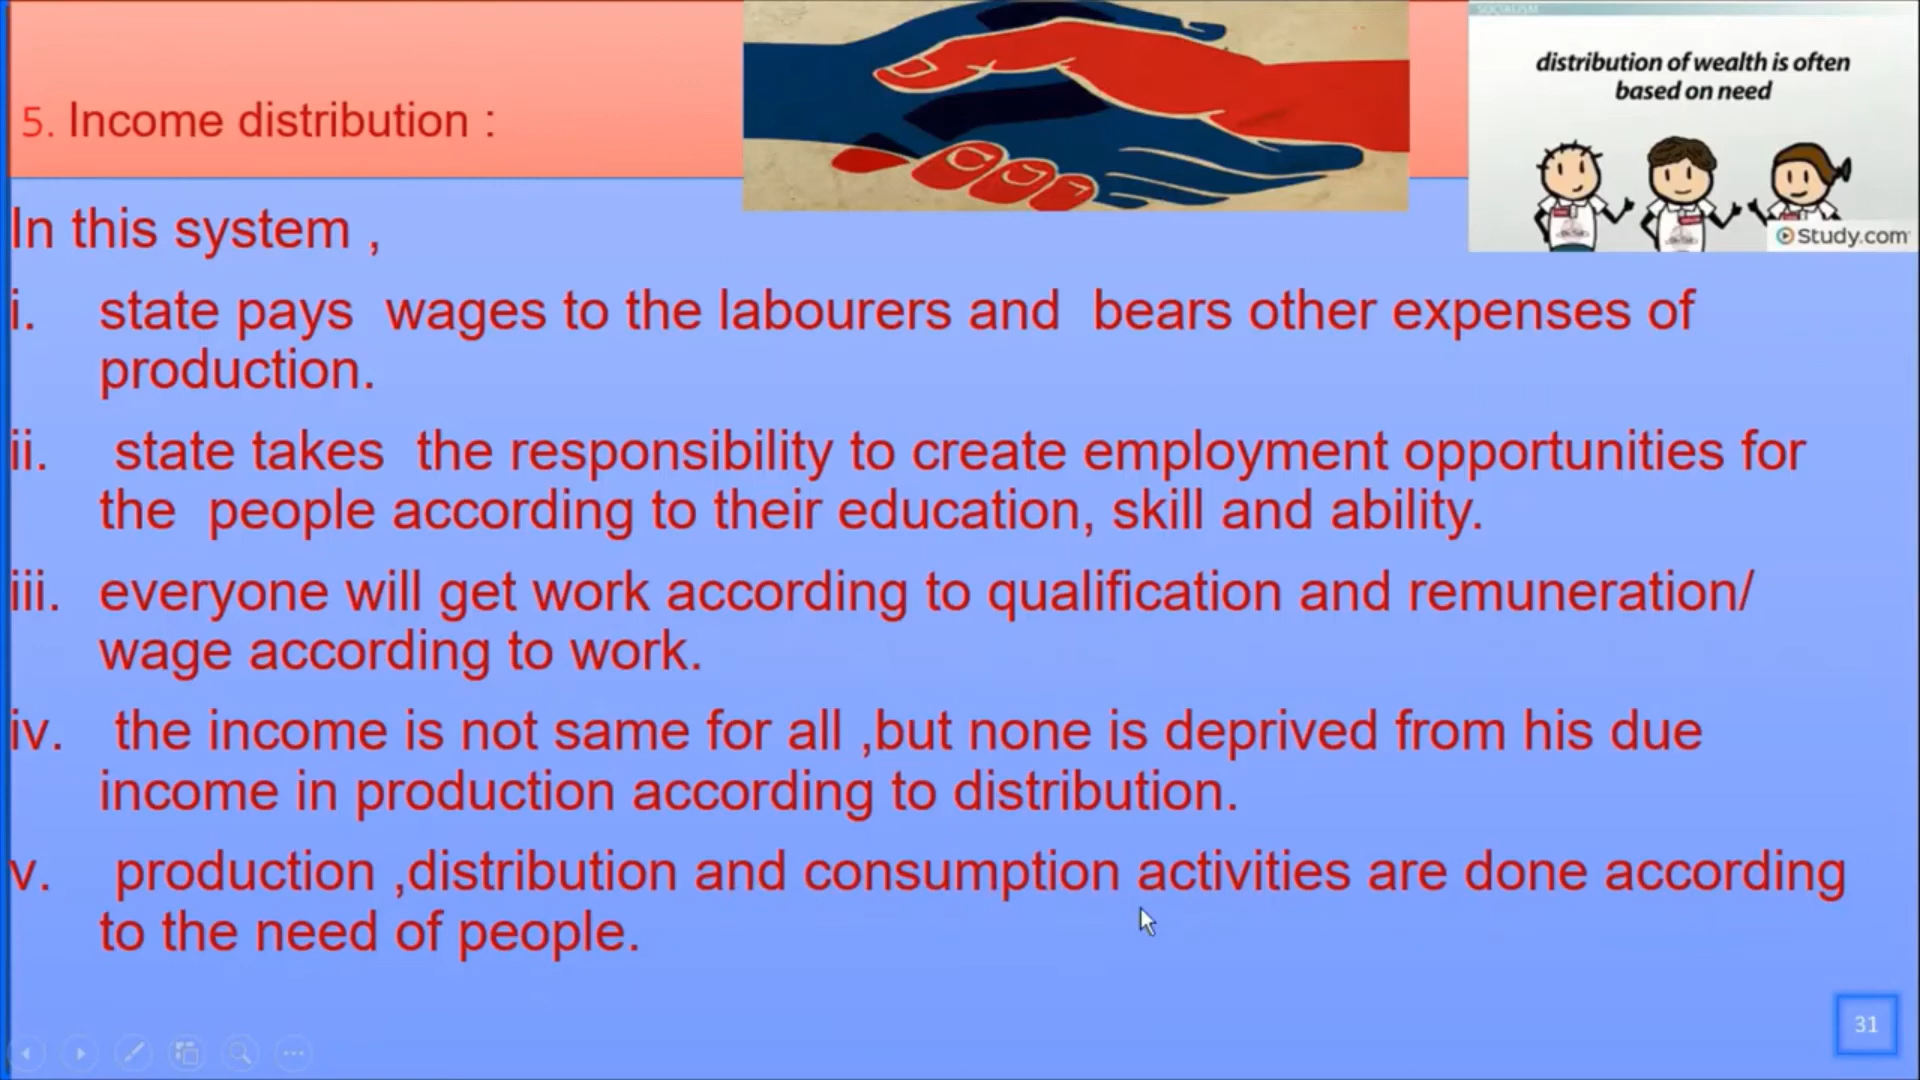 SOCIALISM
distribution of wealth is often
based on need
Study.com
5. Income distribution :
In this system ,
i. state pays wages to the labourers and bears other expenses of
production.
ii. state takes the responsibility to create employment opportunities for
the people according to their education, skill and ability.
iii. everyone will get work according to qualification and remuneration/
wage according to work.
iv. the income is not same for all ,but none is deprived from his due
income in production according to distribution.
v. production ,distribution and consumption activities are done according
to the need of people.
31